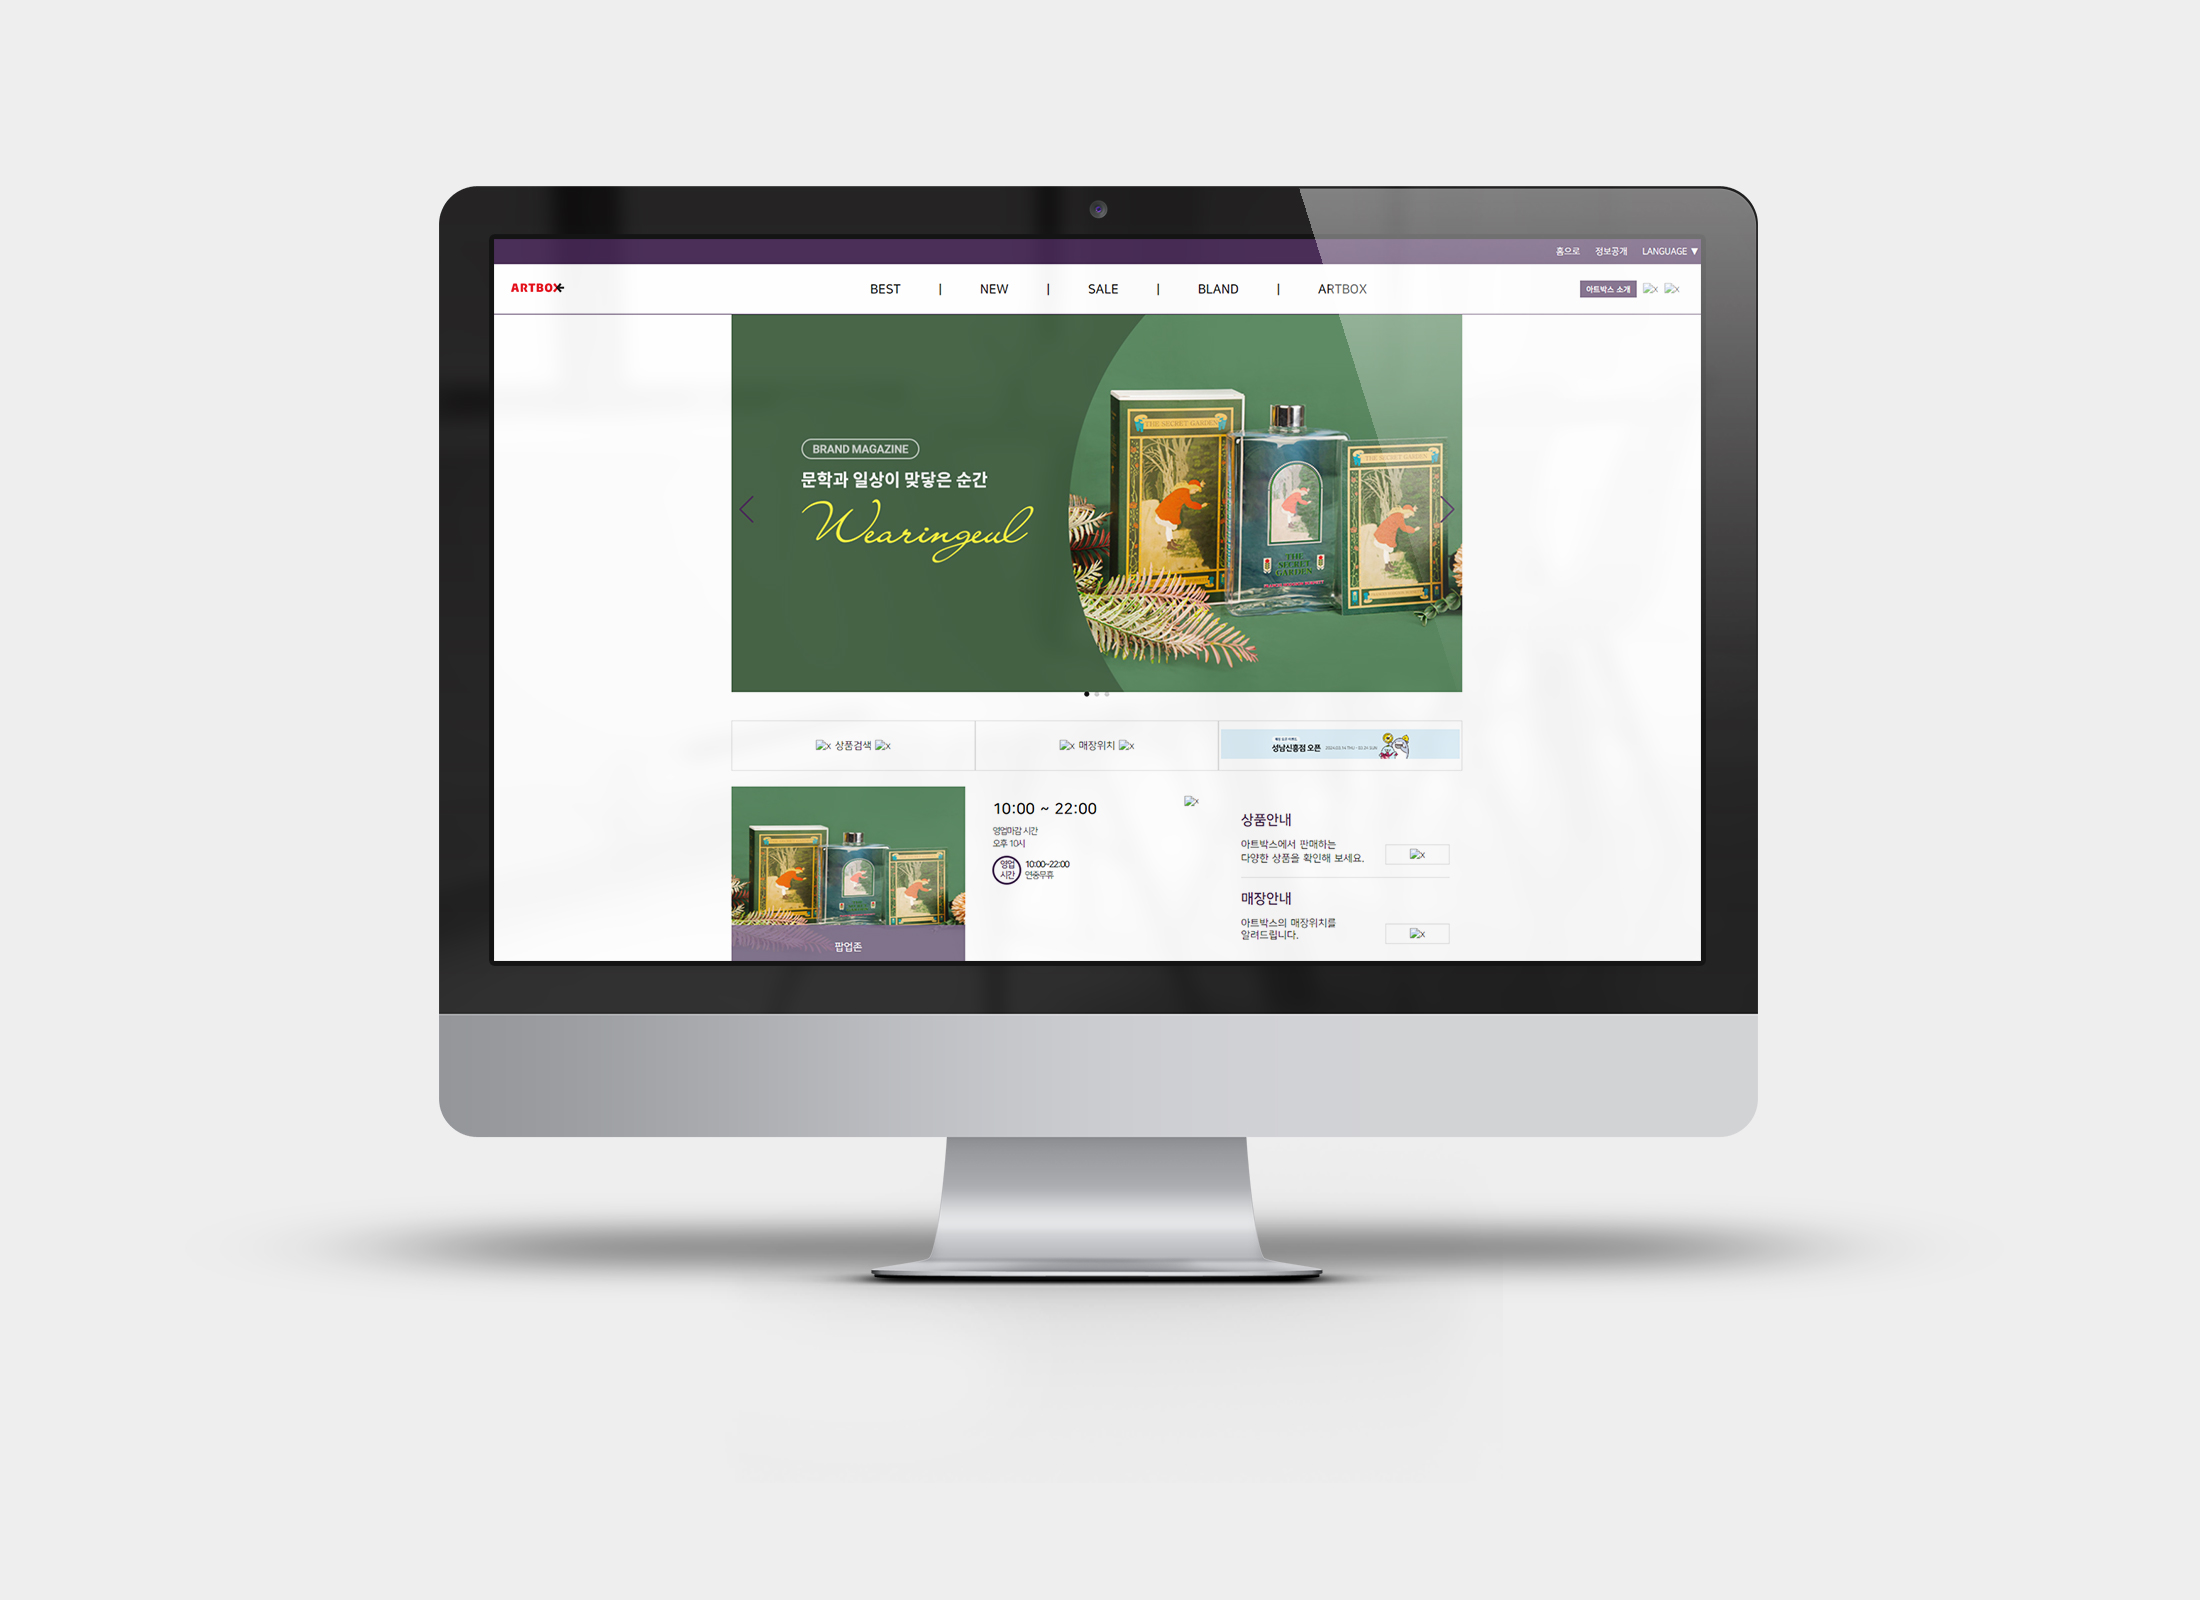 홈으로 정보공개 LANGUAGE ▼
ARTBOX
BEST | NEW | SALE | BLAND | ARTBOX
아트박스 소개 x x
BRAND MAGAZINE
문학과 일상이 맞닿은 순간
Wearingeul
THE SECRET GARDEN
THE SECRET GARDEN
THE
SECRET
GARDEN
x 상품검색 x
x 매장위치 x
성남신흥점 오픈
10:00 ~ 22:00
영업마감 시간
오후 10시
영업
시간
10:00~22:00
연중무휴
x
상품안내
아트박스에서 판매하는
다양한 상품을 확인해 보세요.
x
매장안내
아트박스의 매장위치를
알려드립니다.
x
팝업존